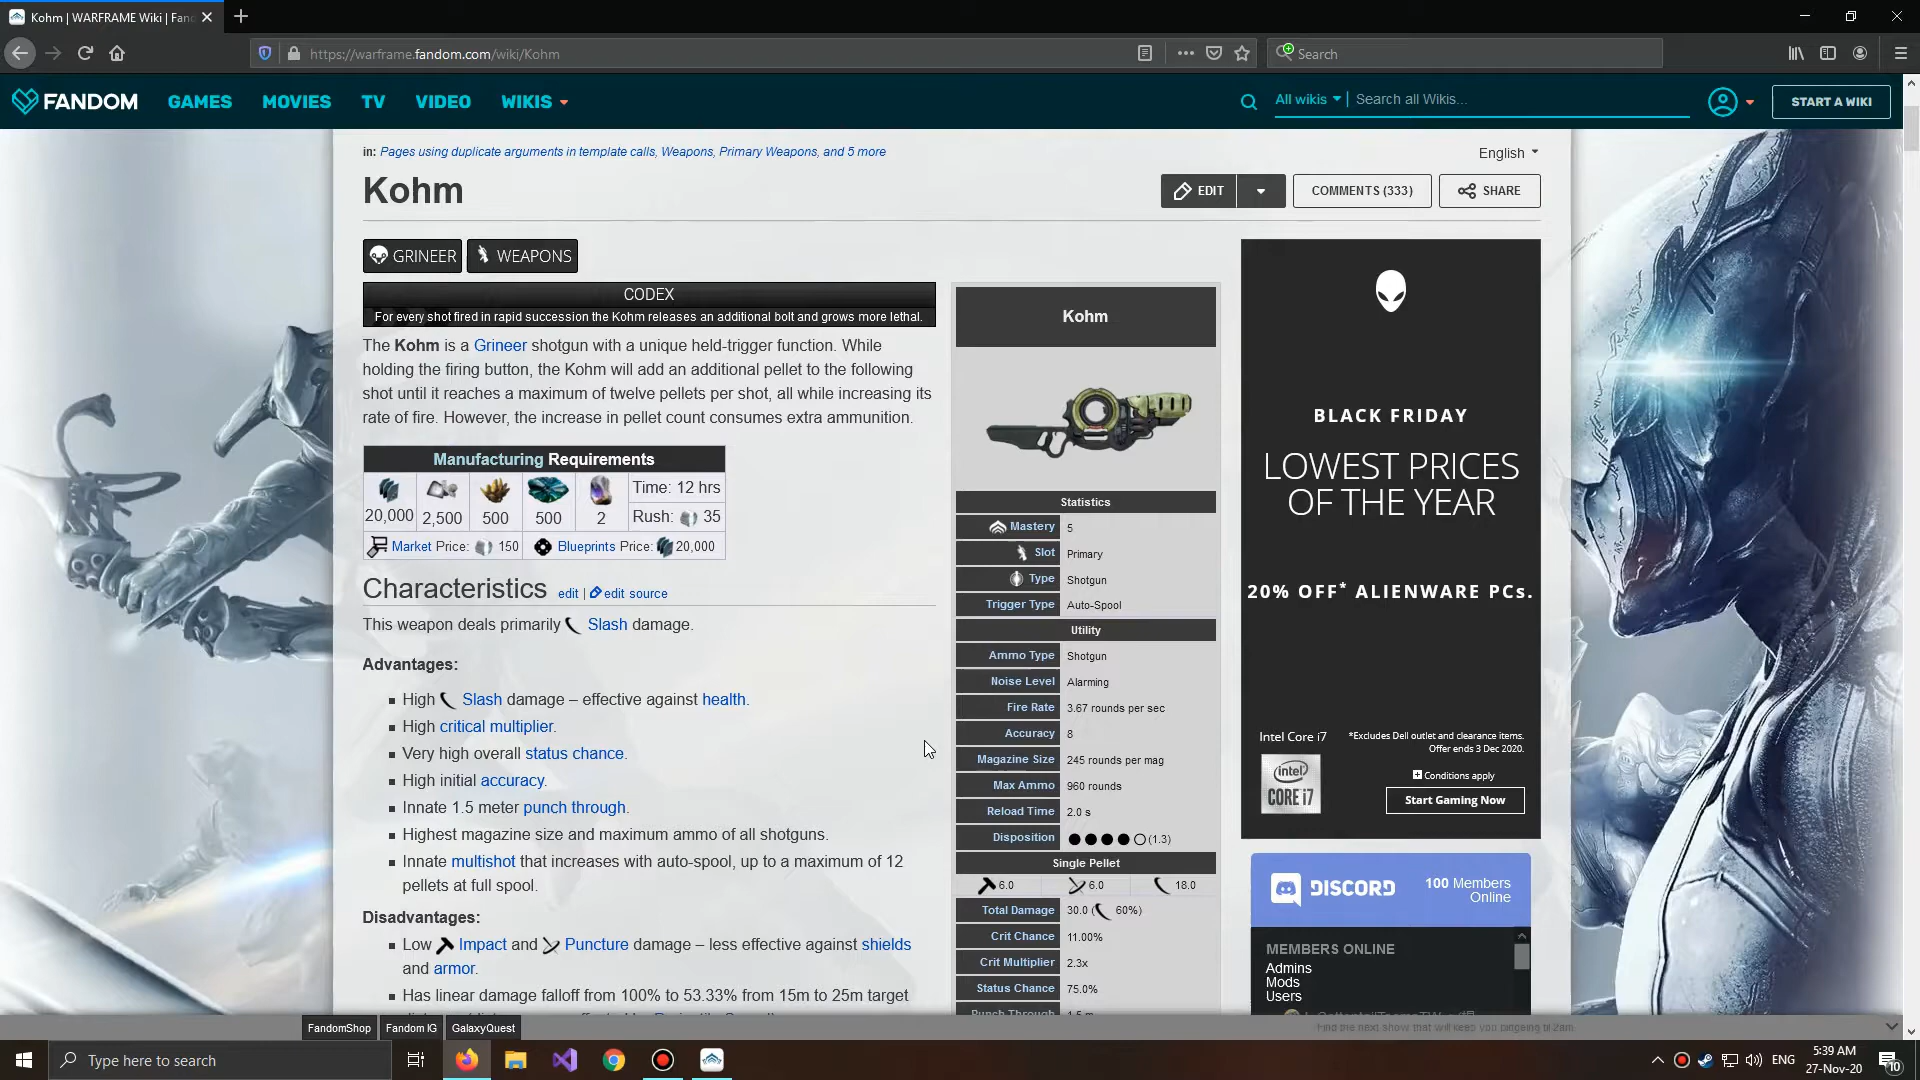 Kohm | WARFRAME Wiki | Fan
https://warframe.fandom.com/wiki/Kohm
Search
FANDOM
GAMES
MOVIES
TV
VIDEO
WIKIS
All wikis
Search all Wikis...
START A WIKI
in: Pages using duplicate arguments in template calls, Weapons, Primary Weapons, and 5 more
English
Kohm
EDIT
COMMENTS (333)
SHARE
GRINEER
WEAPONS
CODEX
For every shot fired in rapid succession the Kohm releases an additional bolt and grows more lethal.
The Kohm is a Grineer shotgun with a unique held-trigger function. While
holding the firing button, the Kohm will add an additional pellet to the following
shot until it reaches a maximum of twelve pellets per shot, all while increasing its
rate of fire. However, the increase in pellet count consumes extra ammunition.
Manufacturing Requirements
20,000 2,500 500 500 2
Time: 12 hrs
Rush: 35
Market Price: 150
Blueprints Price: 20,000
Characteristics edit | edit source
This weapon deals primarily Slash damage.
Advantages:
High Slash damage – effective against health.
High critical multiplier.
Very high overall status chance.
High initial accuracy.
Innate 1.5 meter punch through.
Highest magazine size and maximum ammo of all shotguns.
Innate multishot that increases with auto-spool, up to a maximum of 12
pellets at full spool.
Disadvantages:
Low Impact and Puncture damage – less effective against shields
and armor.
Has linear damage falloff from 100% to 53.33% from 15m to 25m target
Kohm
Statistics
Mastery 5
Slot Primary
Type Shotgun
Trigger Type Auto-Spool
Utility
Ammo Type Shotgun
Noise Level Alarming
Fire Rate 3.67 rounds per sec
Accuracy 8
Magazine Size 245 rounds per mag
Max Ammo 960 rounds
Reload Time 2.0 s
Disposition (1.3)
Single Pellet
6.0 6.0 18.0
Total Damage 30.0 ( 60%)
Crit Chance 11.00%
Crit Multiplier 2.3x
Status Chance 75.0%
Punch Through 1.5 m
BLACK FRIDAY
LOWEST PRICES
OF THE YEAR
20% OFF* ALIENWARE PCs.
Intel Core i7
*Excludes Dell outlet and clearance items.
Offer ends 3 Dec 2020.
intel
CORE i7
Conditions apply
Start Gaming Now
DISCORD
100 Members
Online
MEMBERS ONLINE
Admins
Mods
Users
FandomShop
Fandom IG
GalaxyQuest
Find the next show that will keep you bingeing til 2am
Type here to search
ENG
5:39 AM
27-Nov-20
10